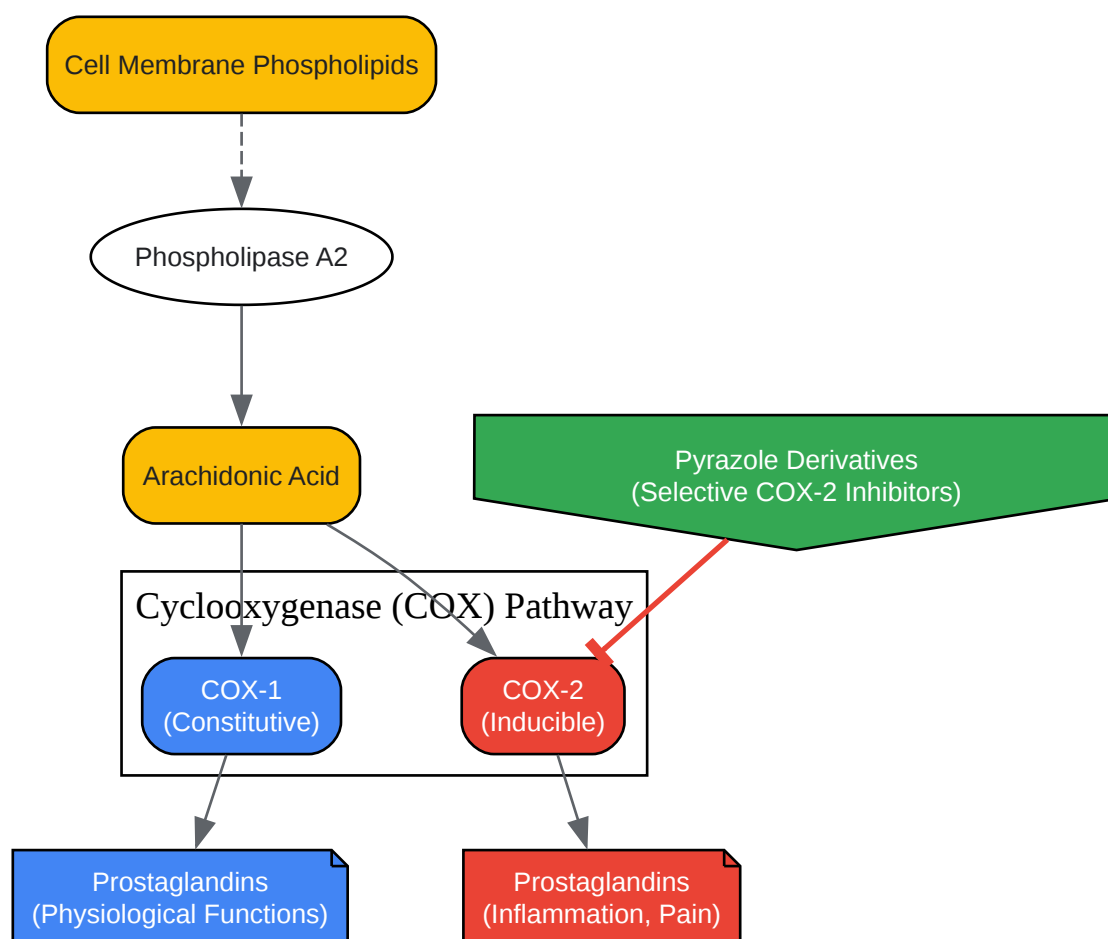 Cell Membrane Phospholipids
Phospholipase A2
Arachidonic Acid
Pyrazole Derivatives
(Selective COX-2 Inhibitors)
Cyclooxygenase (COX) Pathway
COX-1
(Constitutive)
COX-2
(Inducible)
Prostaglandins
(Physiological Functions)
Prostaglandins
(Inflammation, Pain)